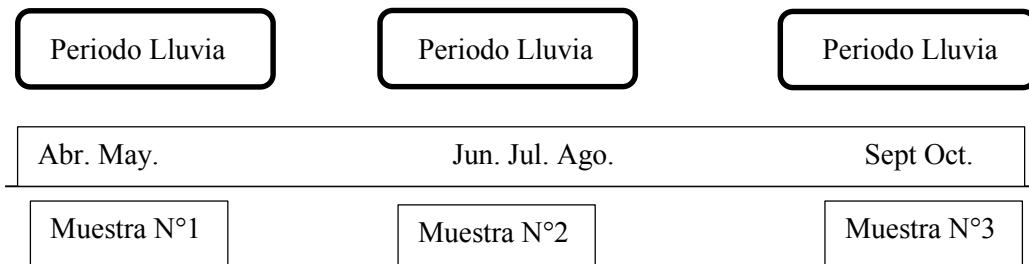 Periodo Lluvia Periodo Lluvia Periodo Lluvia
Abr. May. Jun. Jul. Ago. Sept Oct.
Muestra N°1 Muestra N°2 Muestra N°3